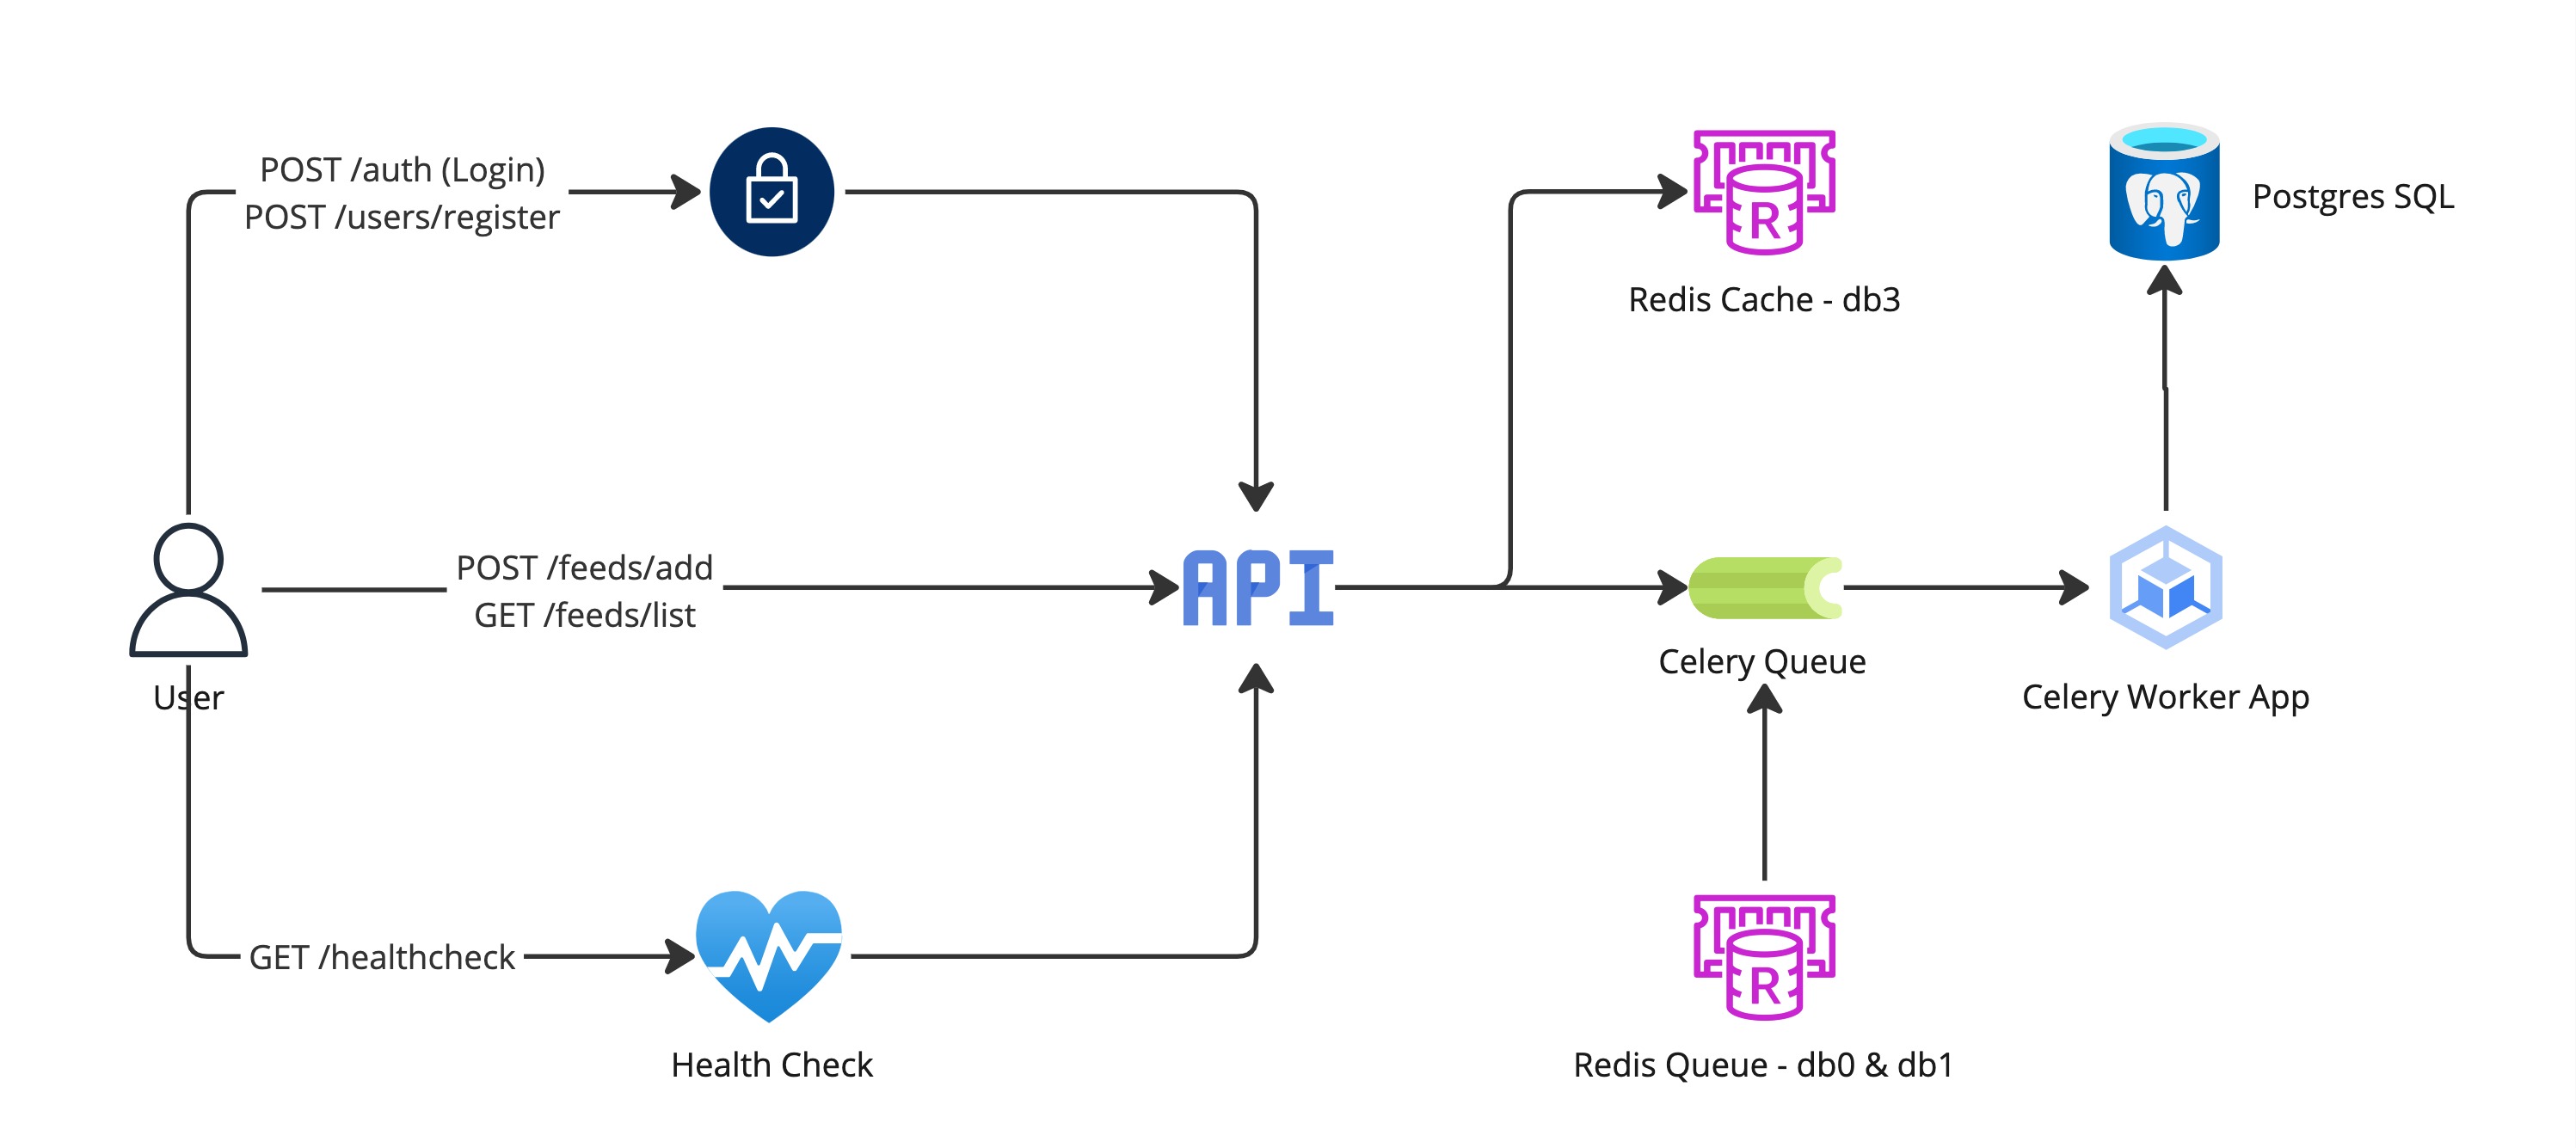 POST /auth (Login)
POST /users/register
R
Redis Cache - db3
Postgres SQL
POST /feeds/add
GET /feeds/list
API
User
Celery Queue
Celery Worker App
GET /healthcheck
R
Health Check
Redis Queue - db0 & db1